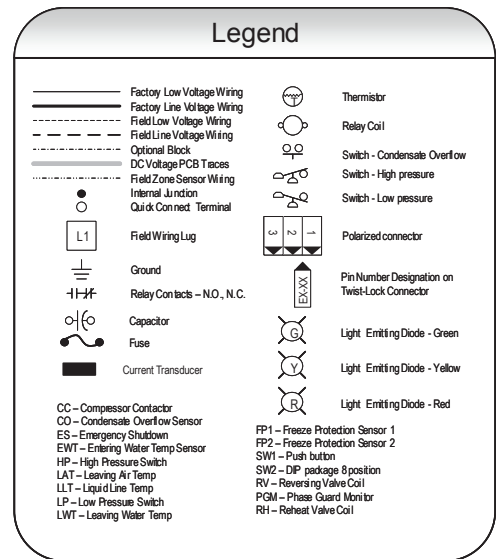 Legend
Factory Low Voltage Wiring
Factory Line Voltage Wiring
Field Low Voltage Wiring
Field Line Voltage Wiring
Optional Block
DC Voltage PCB Traces
Field Zone Sensor Wiring
Internal Junction
Quick Connect Terminal
L1
Field Wiring Lug
Ground
Relay Contacts – N.O., N.C.
Capacitor
Fuse
Current Transducer
Thermistor
Relay Coil
Switch - Condensate Overflow
Switch - High pressure
Switch - Low pressure
3 2 1
Polarized connector
EX-XX
Pin Number Designation on
Twist-Lock Connector
G
Light Emitting Diode - Green
Y
Light Emitting Diode - Yellow
R
Light Emitting Diode - Red
CC – Compressor Contactor
CO – Condensate Overflow Sensor
ES – Emergency Shutdown
EWT – Entering Water Temp Sensor
HP – High Pressure Switch
LAT – Leaving Air Temp
LLT – Liquid Line Temp
LP – Low Pressure Switch
LWT – Leaving Water Temp
FP1 – Freeze Protection Sensor 1
FP2 – Freeze Protection Sensor 2
SW1 – Push button
SW2 – DIP package 8 position
RV – Reversing Valve Coil
PGM – Phase Guard Monitor
RH – Reheat Valve Coil